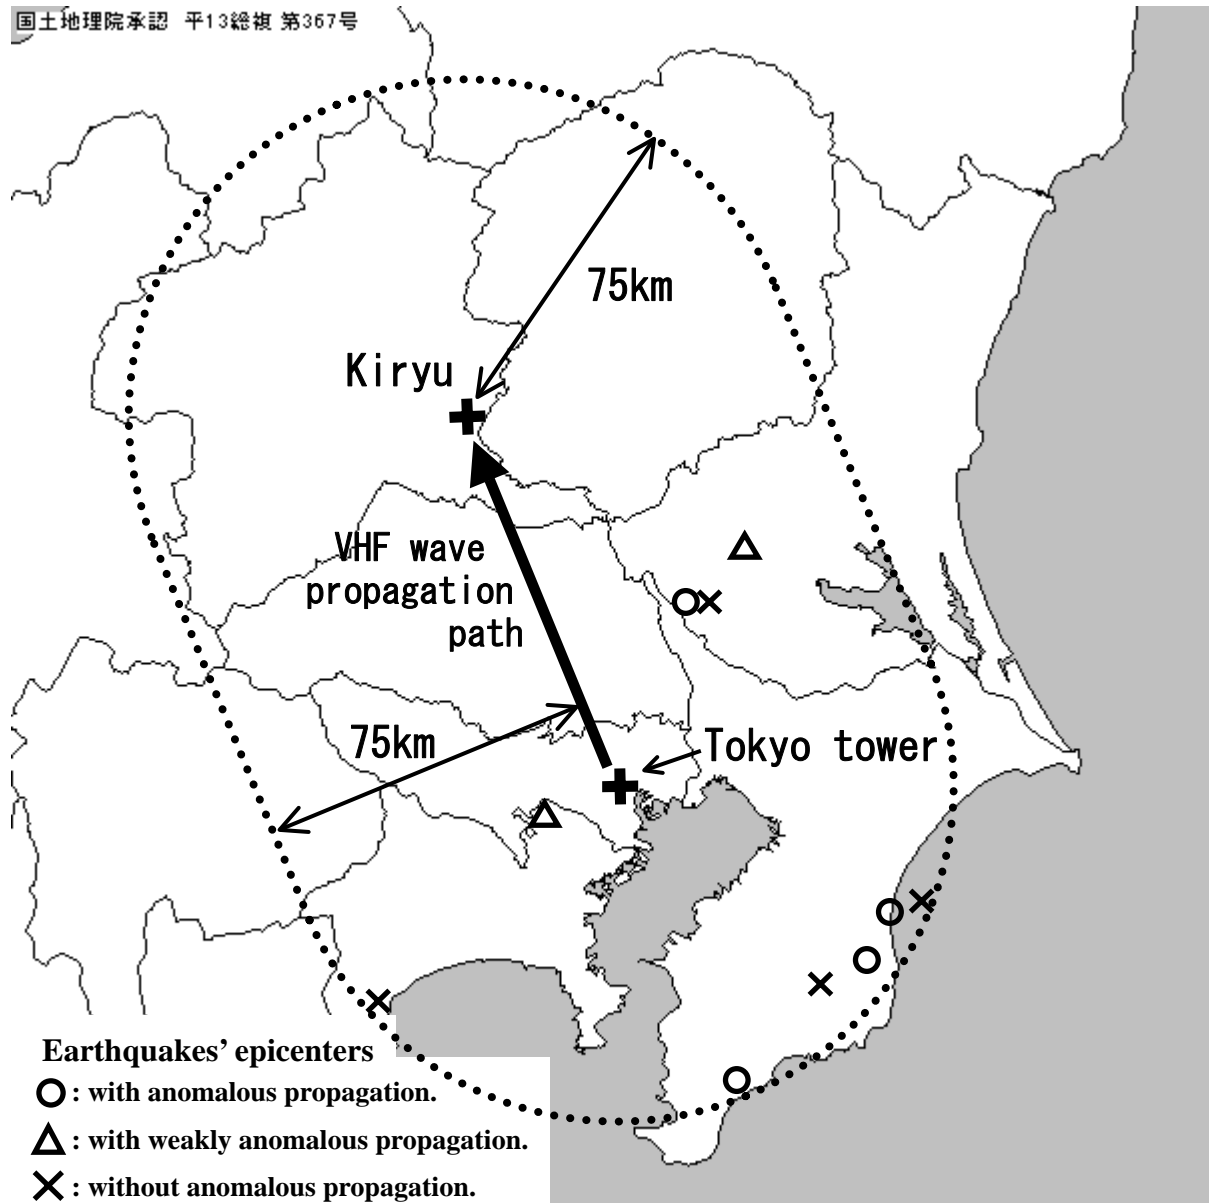 国土地理院承認 平13総複 第367号
75km
Kiryu
VHF wave
propagation
path
75km
Tokyo tower
Earthquakes' epicenters
: with anomalous propagation.
: with weakly anomalous propagation.
: without anomalous propagation.